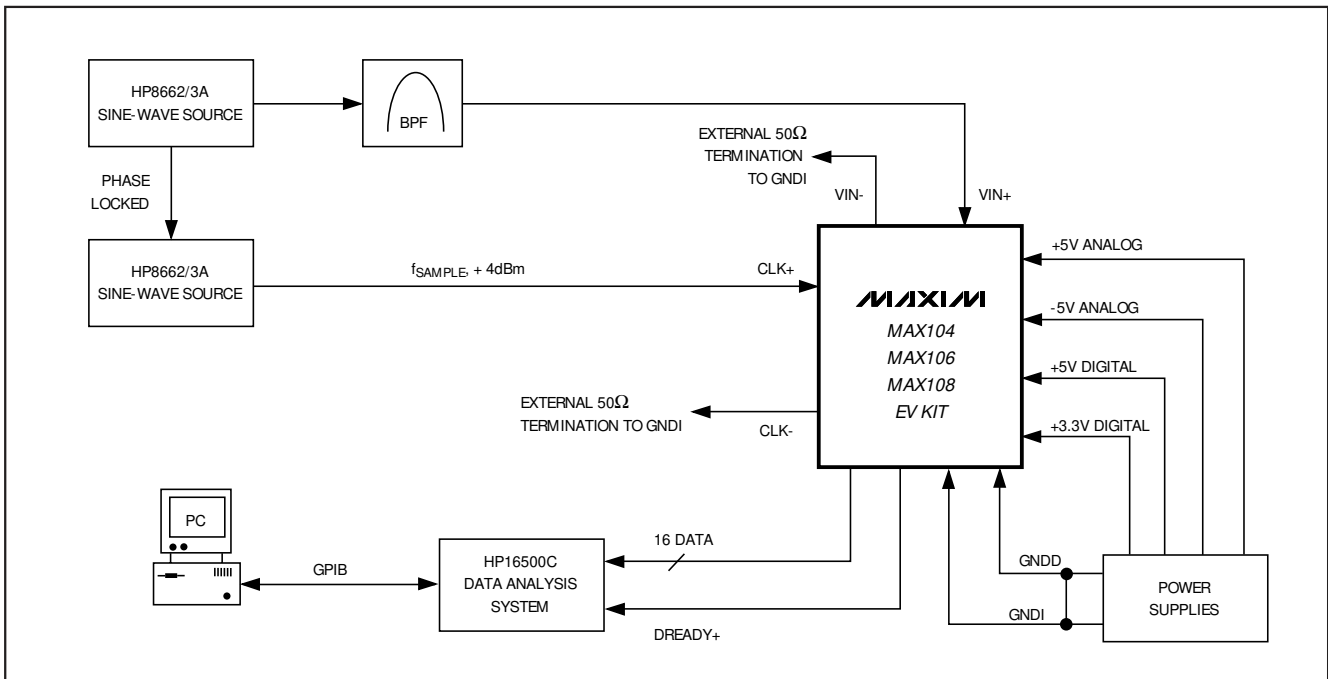 HP8662/3A
SINE-WAVE SOURCE
BPF
PHASE
LOCKED
HP8662/3A
SINE-WAVE SOURCE
fSAMPLE, + 4dBm
CLK+
EXTERNAL 50Ω
TERMINATION
TO GNDI
VIN-
VIN+
MAXIM
MAX104
MAX106
MAX108
EV KIT
+5V ANALOG
-5V ANALOG
+5V DIGITAL
+3.3V DIGITAL
EXTERNAL 50Ω
TERMINATION TO GNDI
CLK-
PC
GPIB
HP16500C
DATA ANALYSIS
SYSTEM
16 DATA
DREADY+
GNDD
GNDI
POWER
SUPPLIES